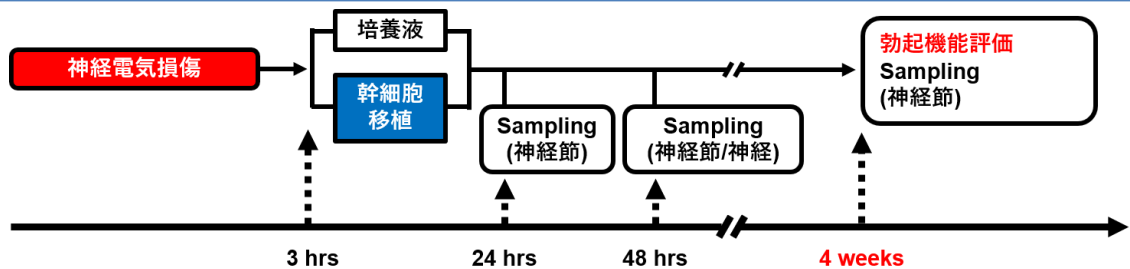 神経電気損傷
培養液
幹細胞
移植
Sampling
(神経節)
Sampling
(神経節/神経)
勃起機能評価
Sampling
(神経節)
3 hrs
24 hrs
48 hrs
4 weeks